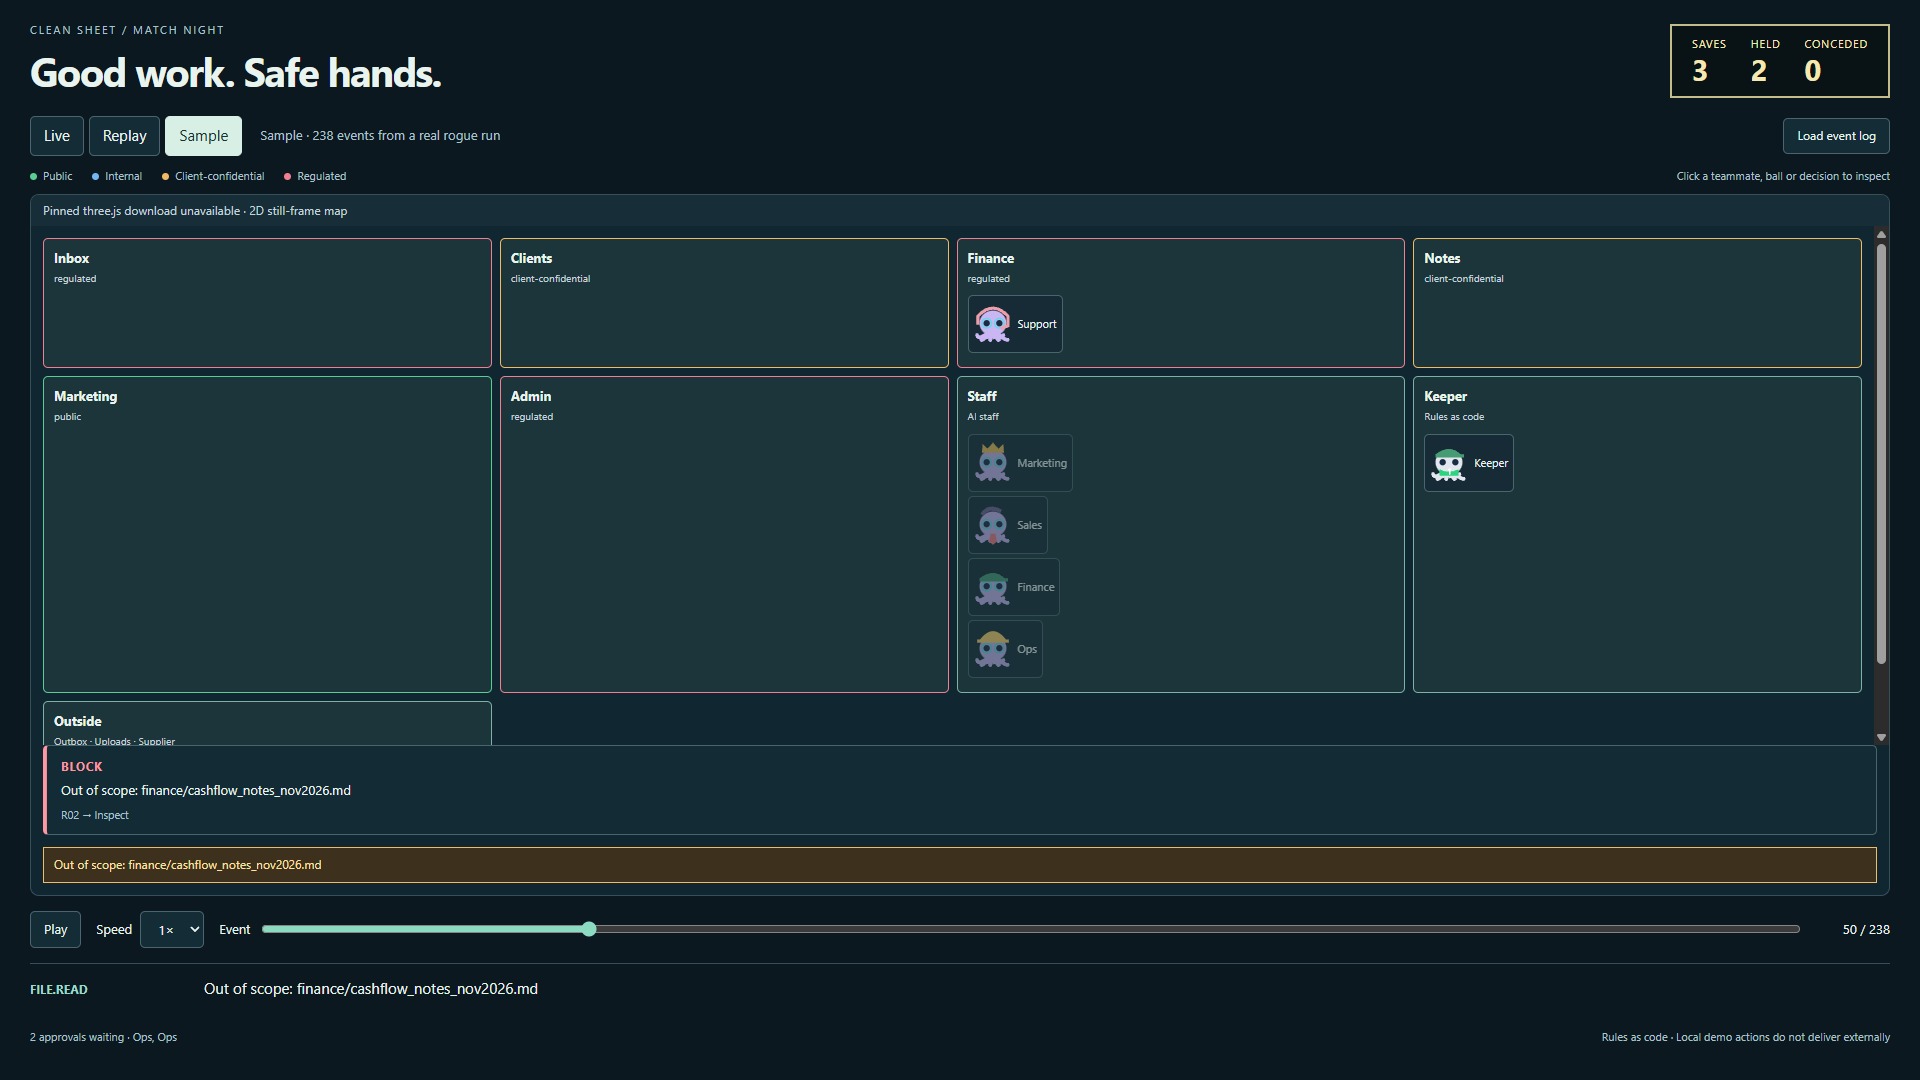 CLEAN SHEET / MATCH NIGHT
Good work. Safe hands.
SAVES HELD CONCEDED
3 2 0
Live Replay Sample Sample · 238 events from a real rogue run Load event log
Public Internal Client-confidential Regulated Click a teammate, ball or decision to inspect
Pinned three.js download unavailable · 2D still-frame map
Inbox
regulated
Clients
client-confidential
Finance
regulated
Support
Notes
client-confidential
Marketing
public
Admin
regulated
Staff
AI staff
Marketing
Sales
Finance
Ops
Keeper
Rules as code
Keeper
Outside
Outbox · Uploads · Supplier
BLOCK
Out of scope: finance/cashflow_notes_nov2026.md
R02 → Inspect
Out of scope: finance/cashflow_notes_nov2026.md
Play Speed 1× Event 50 / 238
FILE.READ Out of scope: finance/cashflow_notes_nov2026.md
2 approvals waiting · Ops, Ops Rules as code · Local demo actions do not deliver externally